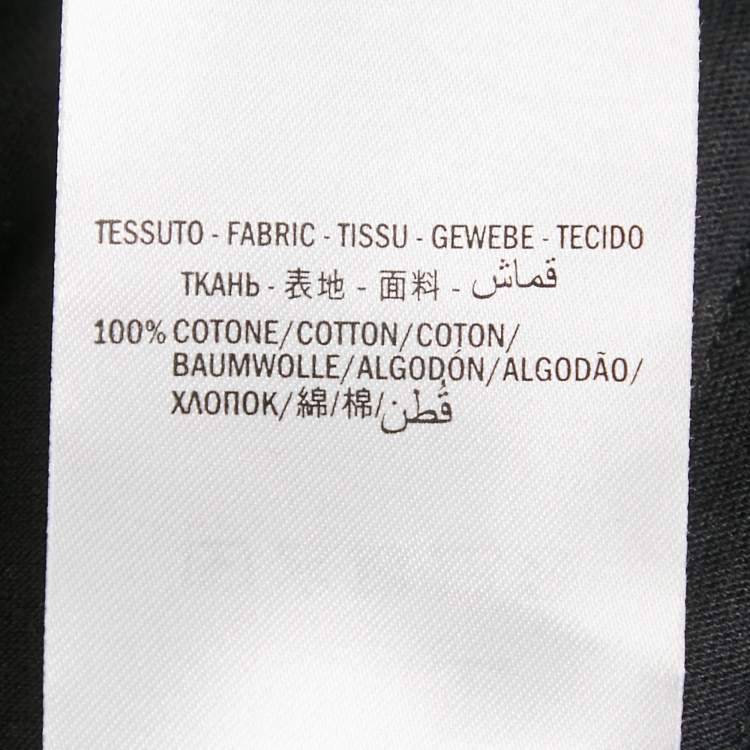 TESSUTO - FABRIC - TISSU - GEWEBE - TECIDO
ТКАНЬ - 表地 - 面料 - قماش
100% COTONE/COTTON/COTON/
BAUMWOLLE/ALGODÓN/ALGODÃO/
ХЛОПОК/綿/棉/قُطن